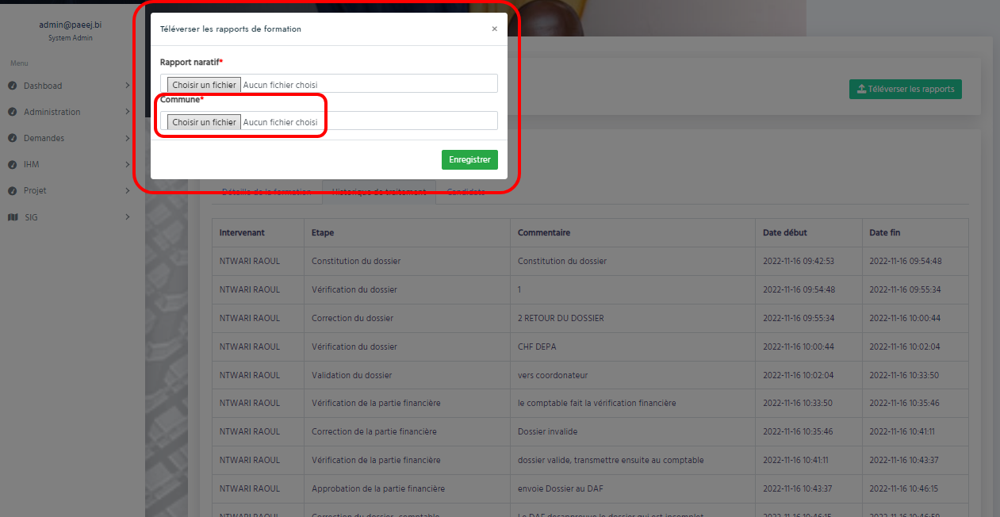 admin@paeej.bi
System Admin
Menu
Dashboad
Administration
Demandes
IHM
Projet
SIG
Téléverser les rapports de formation ×
Rapport naratif*
Choisir un fichier Aucun fichier choisi
Commune*
Choisir un fichier Aucun fichier choisi
Enregistrer
Téléverser les rapports
Détaille de la formation Historique de traitement Candidats
Intervenant Etape Commentaire Date début Date fin
NTWARI RAOUL Constitution du dossier Constitution du dossier 2022-11-16 09:42:53 2022-11-16 09:54:48
NTWARI RAOUL Vérification du dossier 1 2022-11-16 09:54:48 2022-11-16 09:55:34
NTWARI RAOUL Correction du dossier 2 RETOUR DU DOSSIER 2022-11-16 09:55:34 2022-11-16 10:00:44
NTWARI RAOUL Vérification du dossier CHF DEPA 2022-11-16 10:00:44 2022-11-16 10:02:04
NTWARI RAOUL Validation du dossier vers coordonateur 2022-11-16 10:02:04 2022-11-16 10:33:50
NTWARI RAOUL Vérification de la partie financière le comptable fait la vérification financière 2022-11-16 10:33:50 2022-11-16 10:35:46
NTWARI RAOUL Correction de la partie financière Dossier invalide 2022-11-16 10:35:46 2022-11-16 10:41:11
NTWARI RAOUL Vérification de la partie financière dossier valide, transmettre ensuite au comptable 2022-11-16 10:41:11 2022-11-16 10:43:37
NTWARI RAOUL Approbation de la partie financière envoie Dossier au DAF 2022-11-16 10:43:37 2022-11-16 10:46:15
NTWARI RAOUL Correction du dossier comptable Le DAF desapprouve le dossier qui est incomplet 2022-11-16 10:46:15